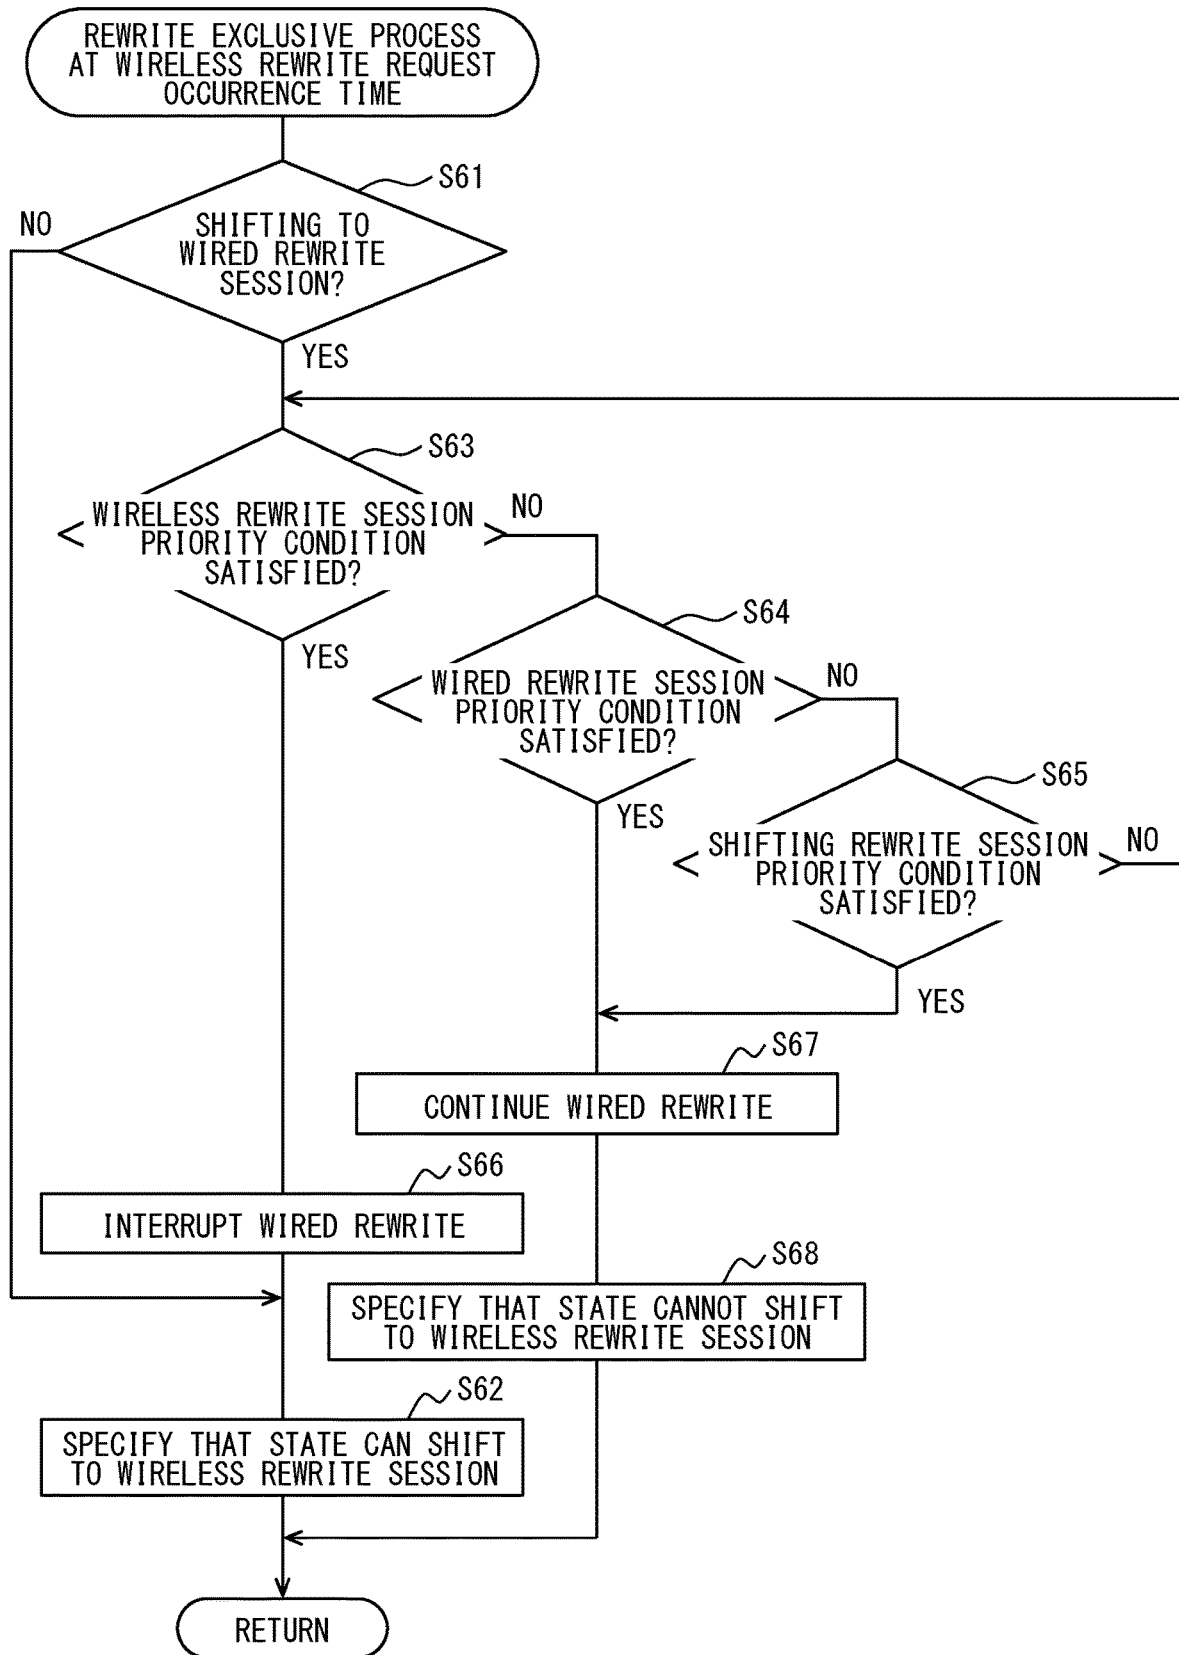 REWRITE EXCLUSIVE PROCESS
AT WIRELESS REWRITE REQUEST
OCCURRENCE TIME
S61
NO
SHIFTING TO
WIRED REWRITE
SESSION?
YES
S63
WIRELESS REWRITE SESSION
PRIORITY CONDITION
SATISFIED?
NO
YES
S64
WIRED REWRITE SESSION
PRIORITY CONDITION
SATISFIED?
NO
YES
S65
SHIFTING REWRITE SESSION
PRIORITY CONDITION
SATISFIED?
NO
YES
S67
CONTINUE WIRED REWRITE
S66
INTERRUPT WIRED REWRITE
S68
SPECIFY THAT STATE CANNOT SHIFT
TO WIRELESS REWRITE SESSION
S62
SPECIFY THAT STATE CAN SHIFT
TO WIRELESS REWRITE SESSION
RETURN